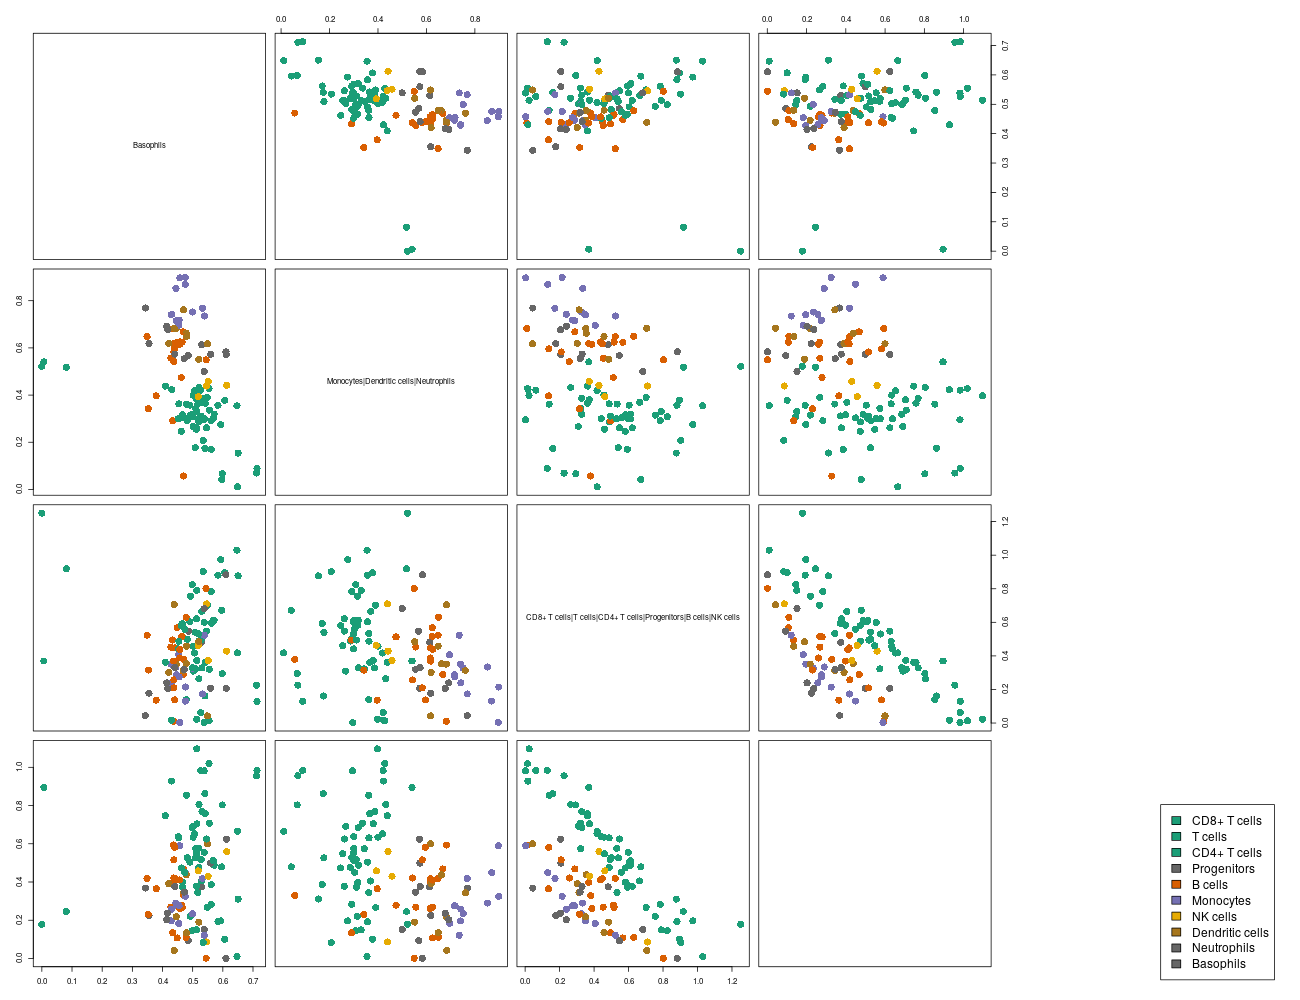 0.0 0.2 0.4 0.6 0.8
0.0 0.2 0.4 0.6 0.8 1.0
Basophils
0.0 0.1 0.2 0.3 0.4 0.5 0.6 0.7
0.0 0.2 0.4 0.6 0.8
Monocytes|Dendritic cells|Neutrophils
CD8+ T cells|T cells|CD4+ T cells|Progenitors|B cells|NK cells
0.0 0.2 0.4 0.6 0.8 1.0 1.2
0.0 0.2 0.4 0.6 0.8 1.0
0.0 0.1 0.2 0.3 0.4 0.5 0.6 0.7
0.0 0.2 0.4 0.6 0.8 1.0 1.2
CD8+ T cells
T cells
CD4+ T cells
Progenitors
B cells
Monocytes
NK cells
Dendritic cells
Neutrophils
Basophils